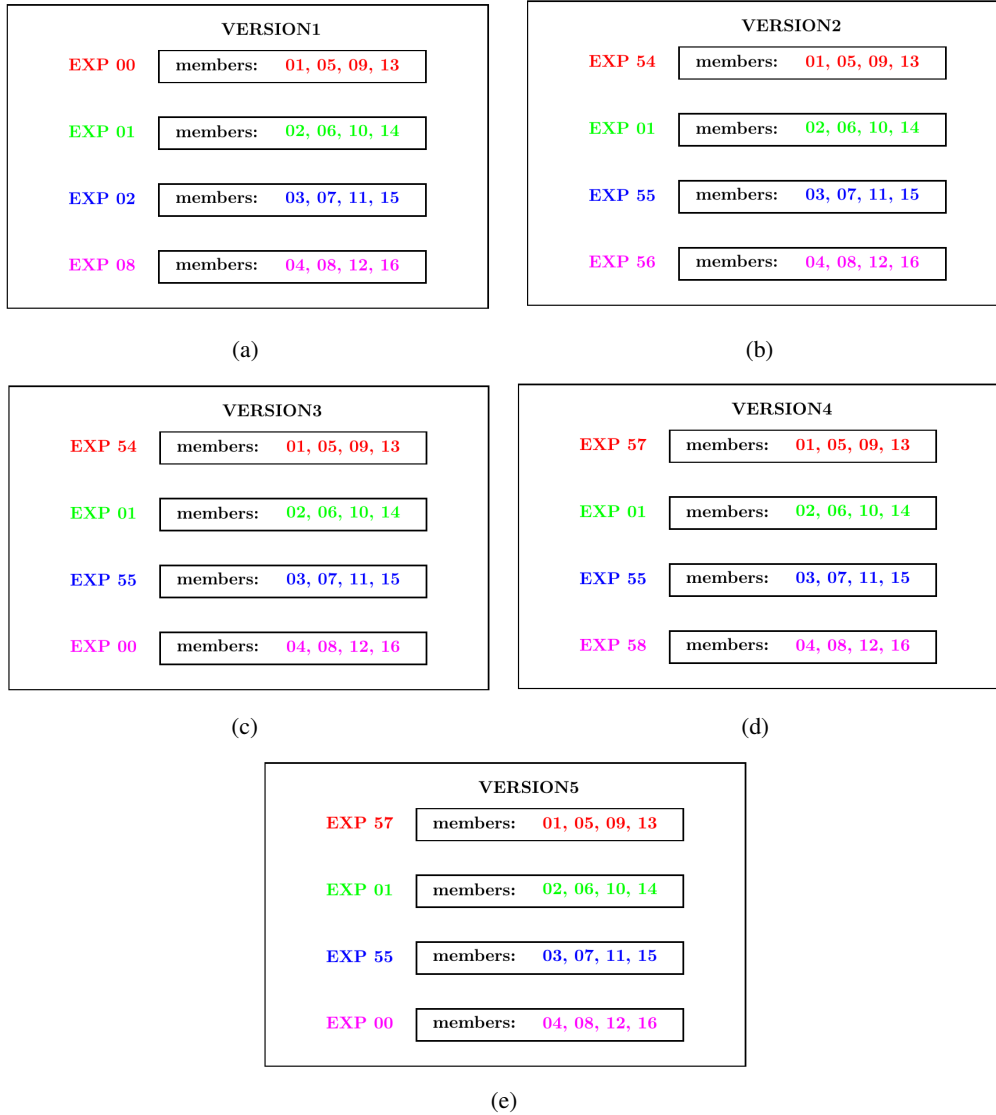 VERSION1
EXP 00 members: 01, 05, 09, 13
EXP 01 members: 02, 06, 10, 14
EXP 02 members: 03, 07, 11, 15
EXP 08 members: 04, 08, 12, 16
(a)
VERSION2
EXP 54 members: 01, 05, 09, 13
EXP 01 members: 02, 06, 10, 14
EXP 55 members: 03, 07, 11, 15
EXP 56 members: 04, 08, 12, 16
(b)
VERSION3
EXP 54 members: 01, 05, 09, 13
EXP 01 members: 02, 06, 10, 14
EXP 55 members: 03, 07, 11, 15
EXP 00 members: 04, 08, 12, 16
(c)
VERSION4
EXP 57 members: 01, 05, 09, 13
EXP 01 members: 02, 06, 10, 14
EXP 55 members: 03, 07, 11, 15
EXP 58 members: 04, 08, 12, 16
(d)
VERSION5
EXP 57 members: 01, 05, 09, 13
EXP 01 members: 02, 06, 10, 14
EXP 55 members: 03, 07, 11, 15
EXP 00 members: 04, 08, 12, 16
(e)